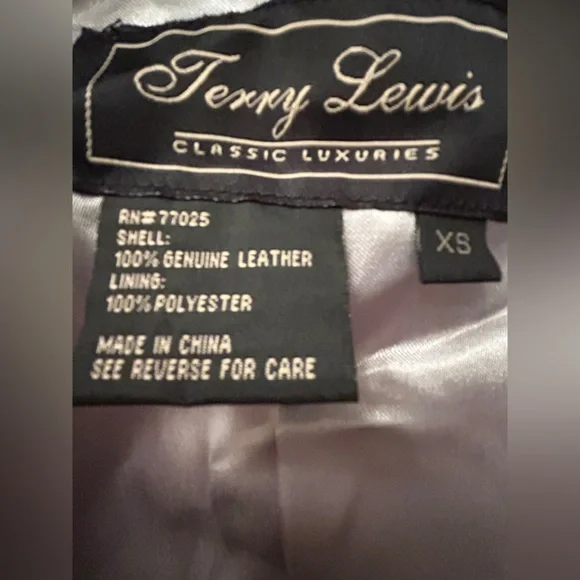 Terry Lewis
CLASSIC LUXURIES
RN#77025
SHELL:
100% GENUINE LEATHER
LINING:
100% POLYESTER
MADE IN CHINA
SEE REVERSE FOR CARE
XS